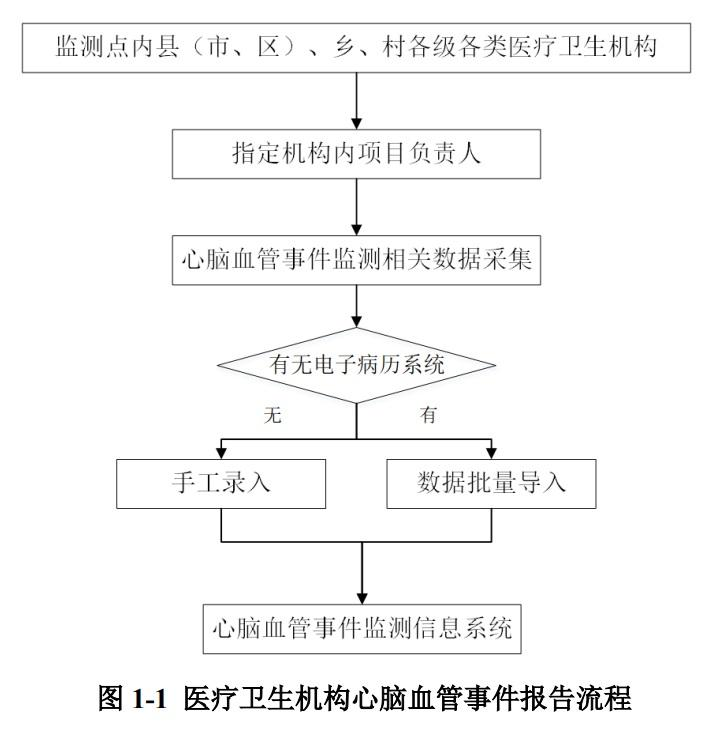 监测点内县（市、区）、乡、村各级各类医疗卫生机构
指定机构内项目负责人
心脑血管事件监测相关数据采集
有无电子病历系统
无
有
手工录入
数据批量导入
心脑血管事件监测信息系统
图 1-1 医疗卫生机构心脑血管事件报告流程